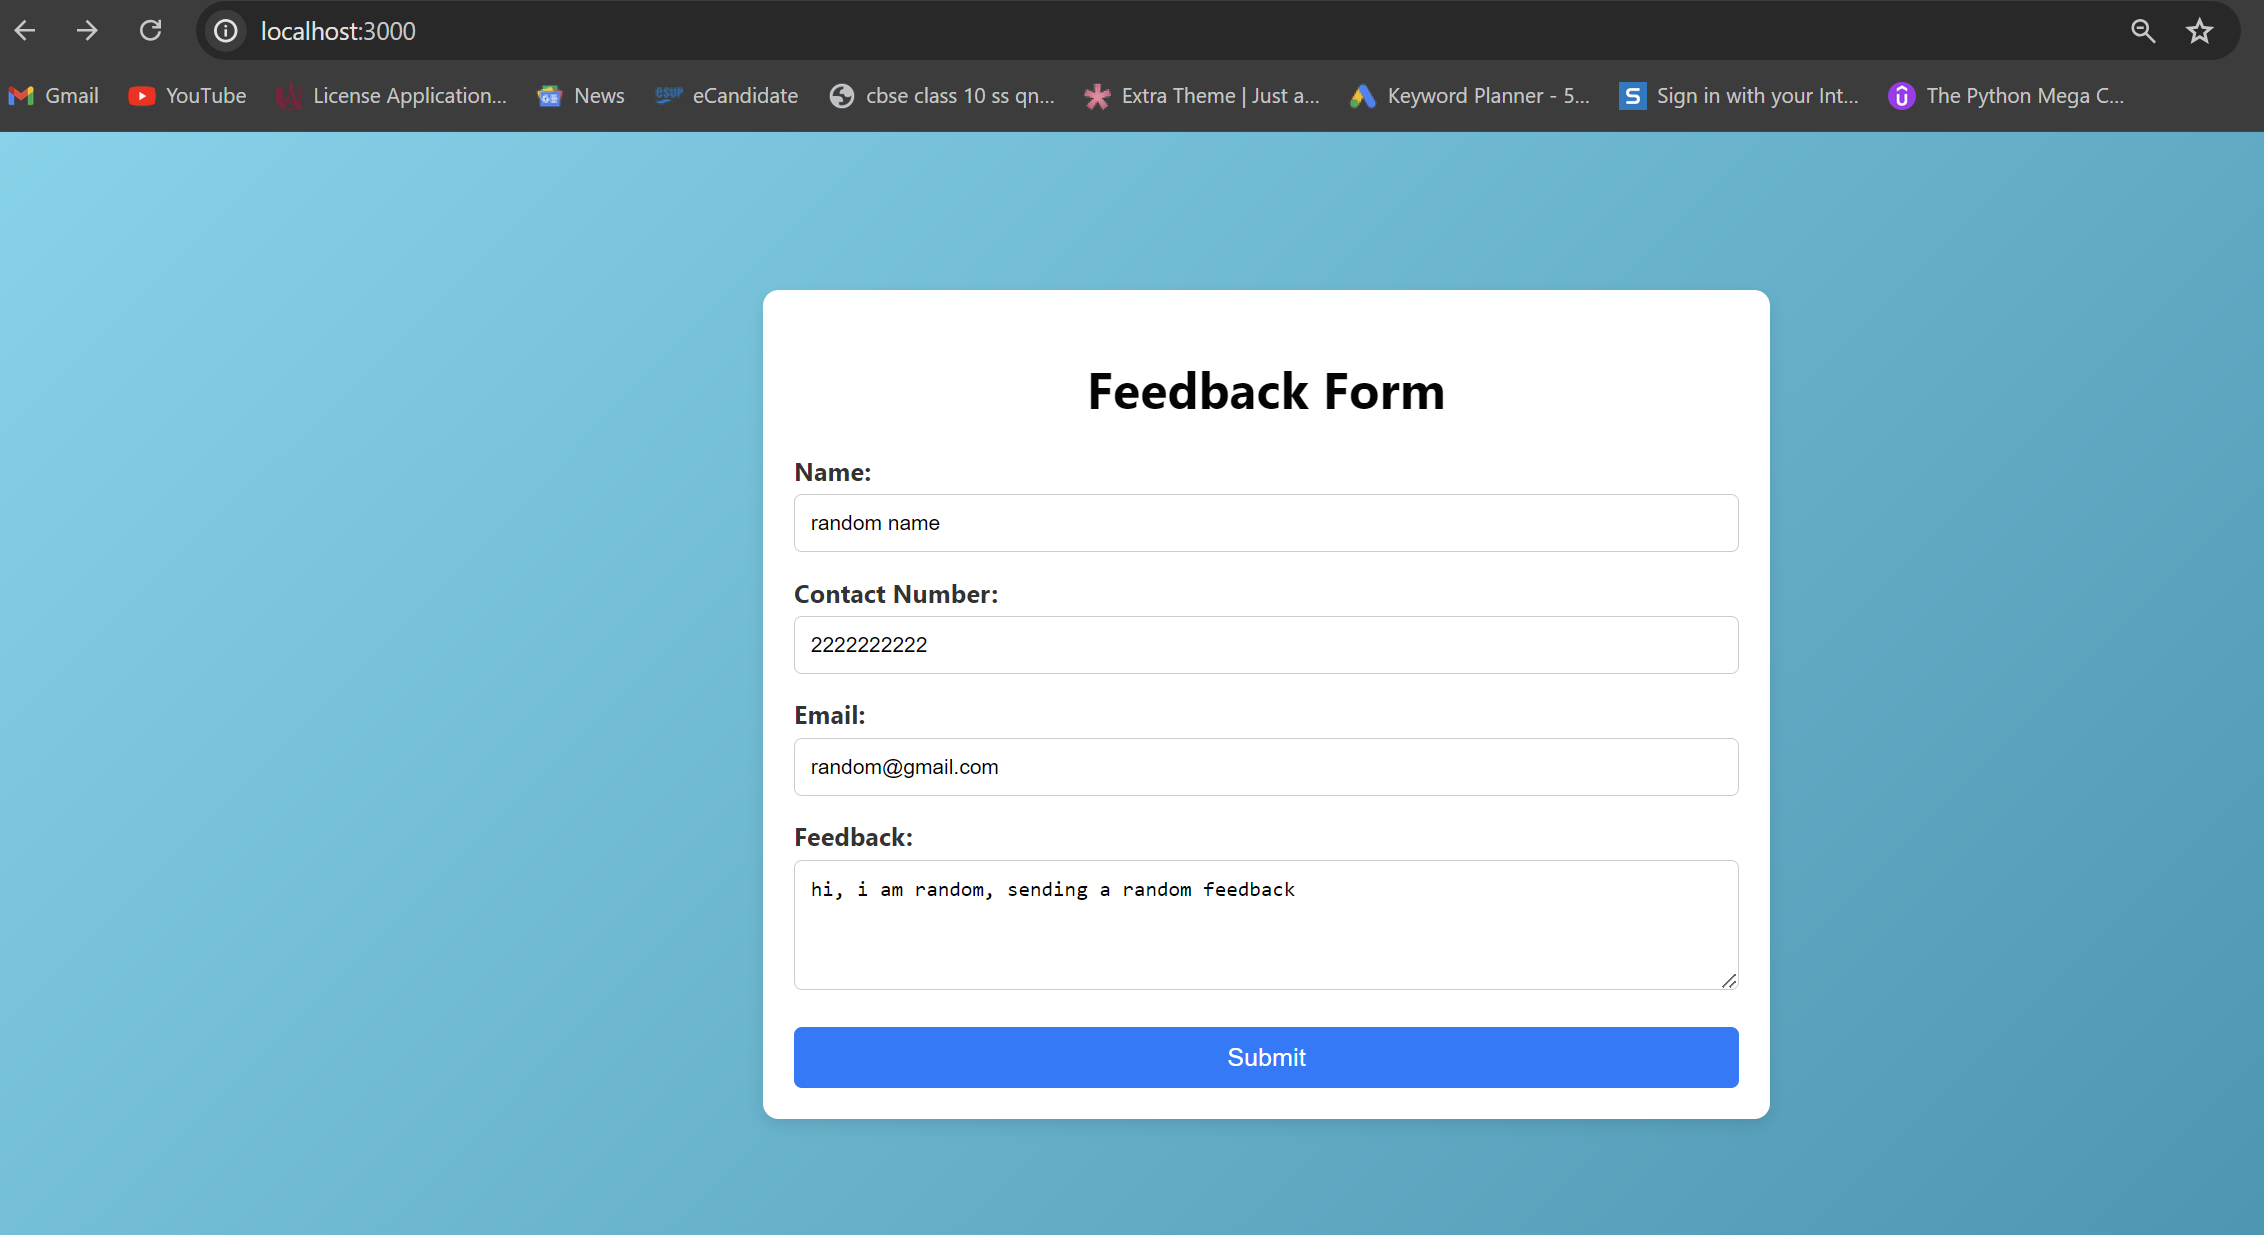 localhost:3000
Gmail YouTube License Application... News eCandidate cbse class 10 ss qn... Extra Theme | Just a... Keyword Planner - 5... Sign in with your Int... The Python Mega C...
Feedback Form
Name:
random name
Contact Number:
2222222222
Email:
random@gmail.com
Feedback:
hi, i am random, sending a random feedback
Submit